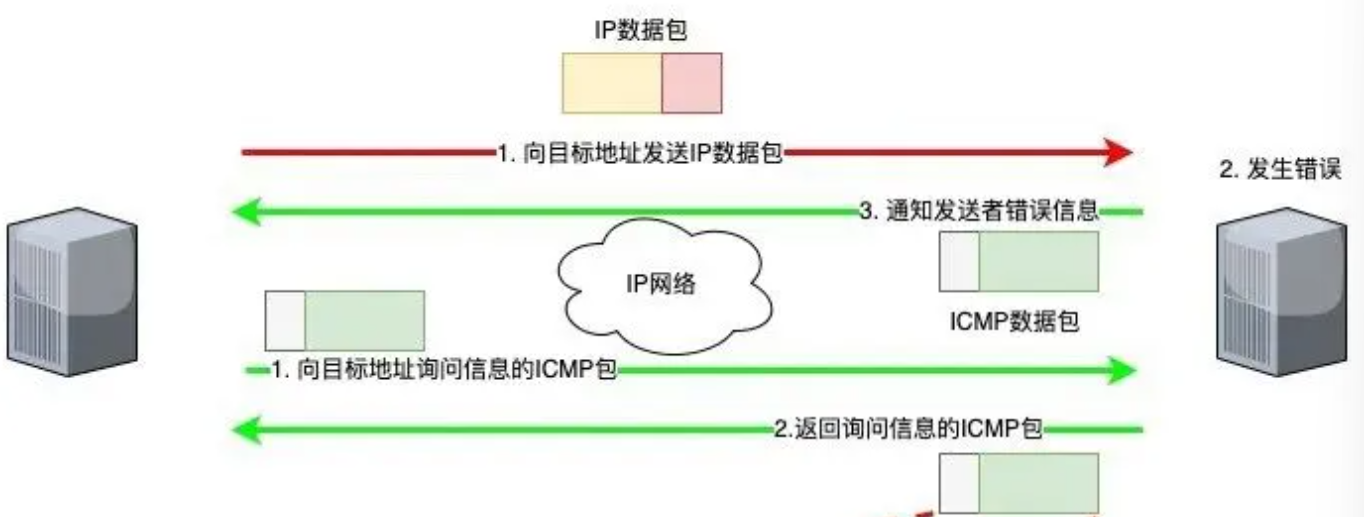 IP数据包
1. 向目标地址发送IP数据包
2. 发生错误
3. 通知发送者错误信息
IP网络
ICMP数据包
1. 向目标地址询问信息的ICMP包
2.返回询问信息的ICMP包